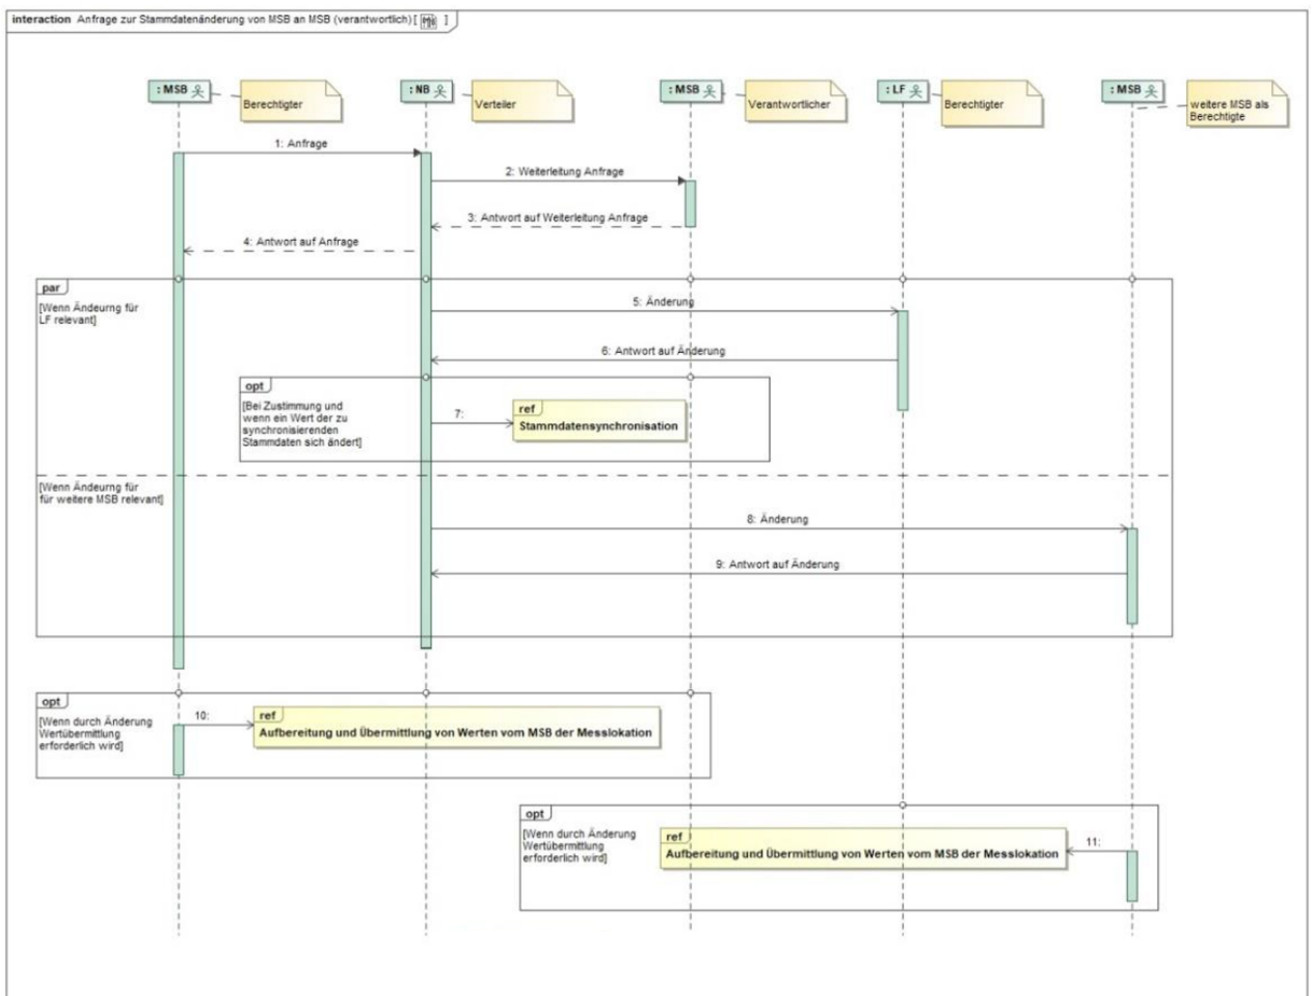 interaction Anfrage zur Stammdatenänderung von MSB an MSB (verantwortlich) [ ]
: MSB
Berechtigter
: NB
Verteiler
: MSB
Verantwortlicher
: LF
Berechtigter
: MSB
weitere MSB als
Berechtigte
1: Anfrage
2: Weiterleitung Anfrage
3: Antwort auf Weiterleitung Anfrage
4: Antwort auf Anfrage
par
[Wenn Ändeurng für
LF relevant]
5: Änderung
6: Antwort auf Änderung
opt
[Bei Zustimmung und
wenn ein Wert der zu
synchronisierenden
Stammdaten sich ändert]
7:
ref
Stammdatensynchronisation
[Wenn Ändeurng für
für weitere MSB relevant]
8: Änderung
9: Antwort auf Änderung
opt
[Wenn durch Änderung
Wertübermittlung
erforderlich wird]
10:
ref
Aufbereitung und Übermittlung von Werten vom MSB der Messlokation
opt
[Wenn durch Änderung
Wertübermittlung
erforderlich wird]
ref
Aufbereitung und Übermittlung von Werten vom MSB der Messlokation
11: